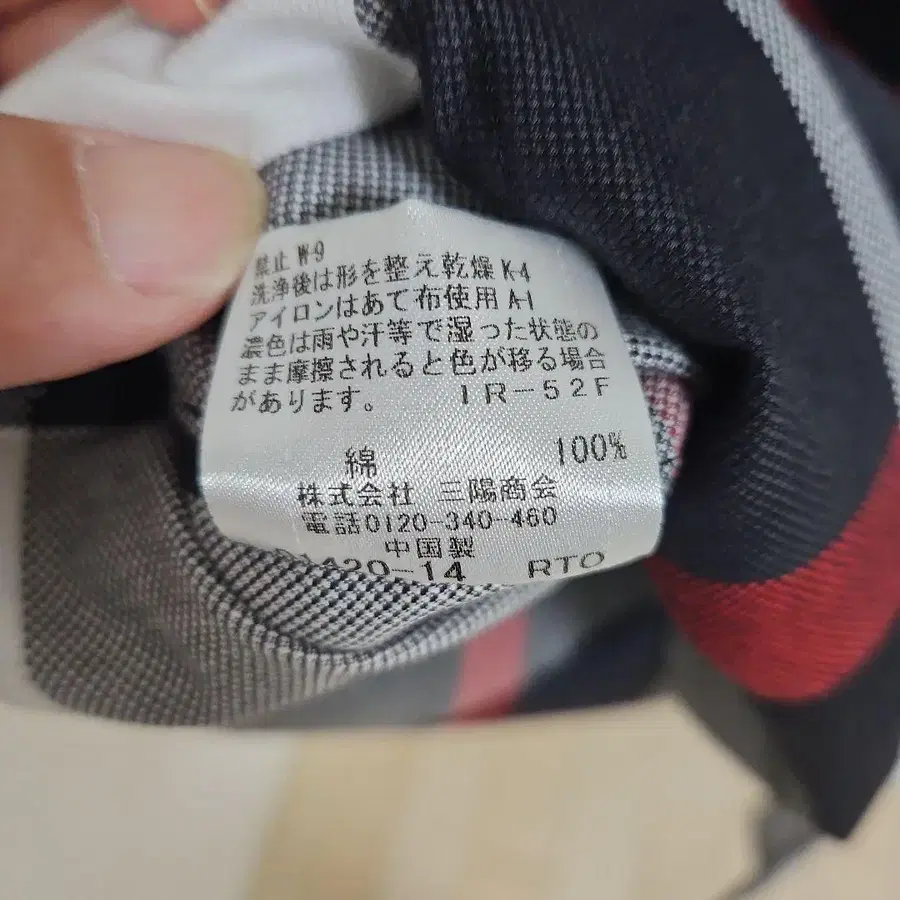 禁止 W-9
洗浄後は形を整え乾燥 K-4
アイロンはあて布使用 A-1
濃色は雨や汗等で湿った状態の
まま摩擦されると色が移る場合
があります。 IR-52F
綿 100%
株式会社 三陽商会
電話0120-340-460
中国製
20-14 RTO